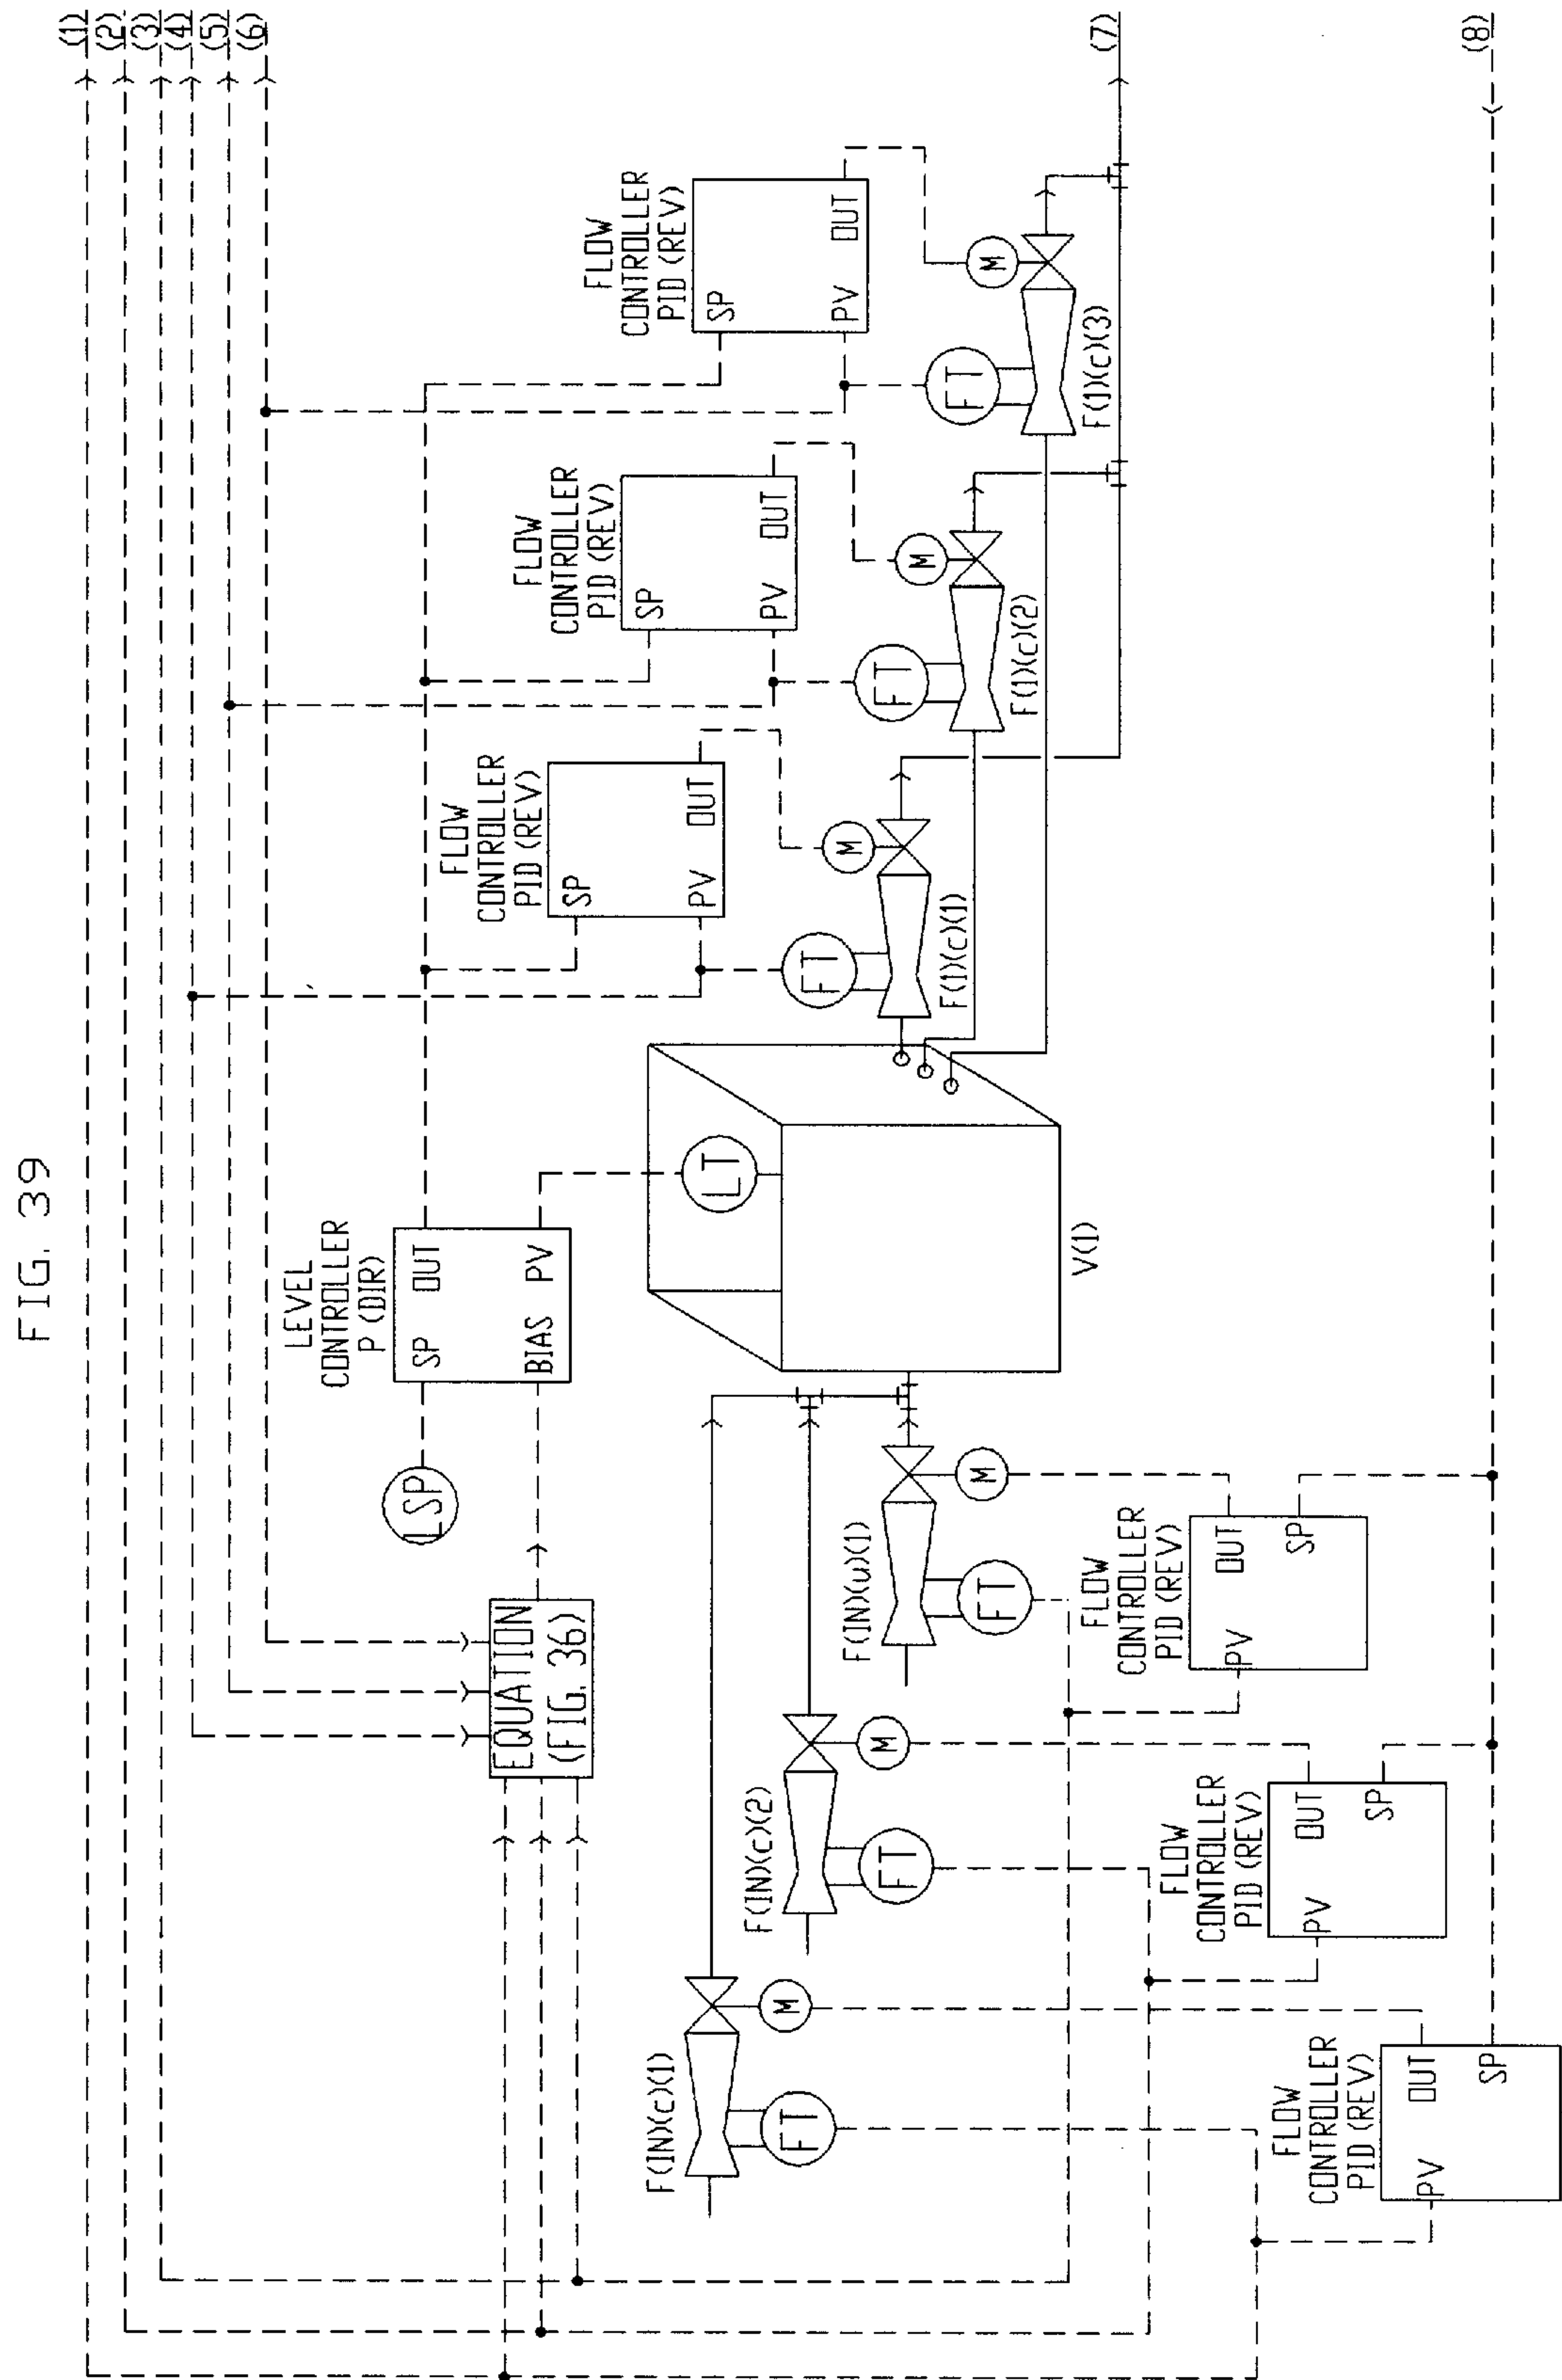 FIG. 39
(1)
(2)
(3)
(4)
(5)
(6)
(7)
(8)
LEVEL
CONTROLLER
P (DIR)
SP OUT
BIAS PV
LSP
EQUATION
(FIG. 36)
LT
V(1)
FLOW
CONTROLLER
PID (REV)
SP
PV OUT
FT
M
F(1)(c)(1)
FLOW
CONTROLLER
PID (REV)
SP
PV OUT
FT
M
F(1)(c)(2)
FLOW
CONTROLLER
PID (REV)
SP
PV OUT
FT
M
F(1)(c)(3)
F(IN)(u)(1)
FT
M
FLOW
CONTROLLER
PID (REV)
PV OUT
SP
F(IN)(c)(2)
FT
M
FLOW
CONTROLLER
PID (REV)
PV OUT
SP
F(IN)(c)(1)
FT
M
FLOW
CONTROLLER
PID (REV)
PV OUT
SP